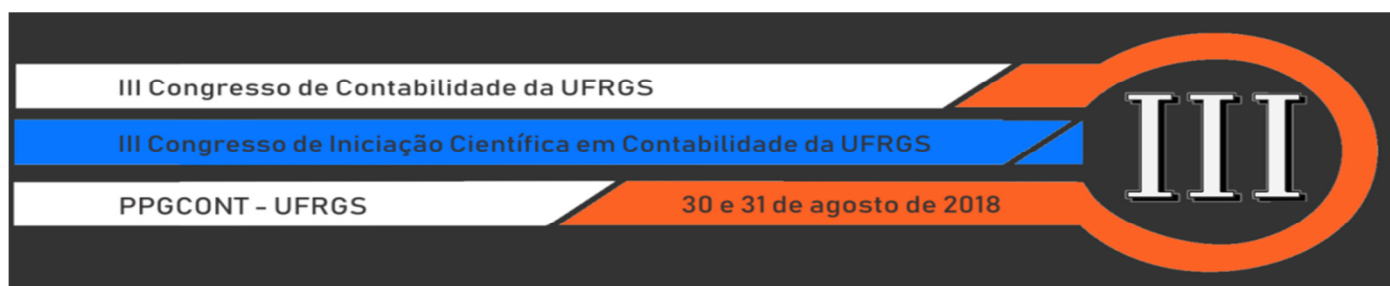 III Congresso de Contabilidade da UFRGS
III Congresso de Iniciação Científica em Contabilidade da UFRGS
PPGCONT - UFRGS
30 e 31 de agosto de 2018
III